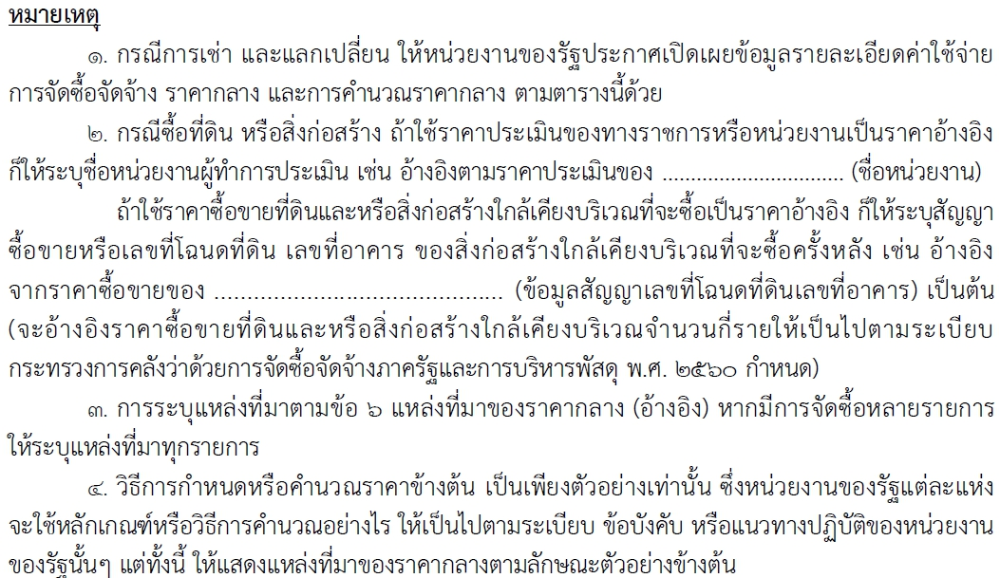 หมายเหตุ
๑. กรณีการเช่า และแลกเปลี่ยน ให้หน่วยงานของรัฐประกาศเปิดเผยข้อมูลรายละเอียดค่าใช้จ่าย
การจัดซื้อจัดจ้าง ราคากลาง และการคำนวณราคากลาง ตามตารางนี้ด้วย
๒. กรณีซื้อที่ดิน หรือสิ่งก่อสร้าง ถ้าใช้ราคาประเมินของทางราชการหรือหน่วยงานเป็นราคาอ้างอิง
ก็ให้ระบุชื่อหน่วยงานผู้ทำการประเมิน เช่น อ้างอิงตามราคาประเมินของ ................................ (ชื่อหน่วยงาน)
ถ้าใช้ราคาซื้อขายที่ดินและหรือสิ่งก่อสร้างใกล้เคียงบริเวณที่จะซื้อเป็นราคาอ้างอิง ก็ให้ระบุสัญญา
ซื้อขายหรือเลขที่โฉนดที่ดิน เลขที่อาคาร ของสิ่งก่อสร้างใกล้เคียงบริเวณที่จะซื้อครั้งหลัง เช่น อ้างอิง
จากราคาซื้อขายของ ............................................ (ข้อมูลสัญญาเลขที่โฉนดที่ดินเลขที่อาคาร) เป็นต้น
(จะอ้างอิงราคาซื้อขายที่ดินและหรือสิ่งก่อสร้างใกล้เคียงบริเวณจำนวนกี่รายให้เป็นไปตามระเบียบ
กระทรวงการคลังว่าด้วยการจัดซื้อจัดจ้างภาครัฐและการบริหารพัสดุ พ.ศ. ๒๕๖๐ กำหนด)
๓. การระบุแหล่งที่มาตามข้อ ๖ แหล่งที่มาของราคากลาง (อ้างอิง) หากมีการจัดซื้อหลายรายการ
ให้ระบุแหล่งที่มาทุกรายการ
๔. วิธีการกำหนดหรือคำนวณราคาข้างต้น เป็นเพียงตัวอย่างเท่านั้น ซึ่งหน่วยงานของรัฐแต่ละแห่ง
จะใช้หลักเกณฑ์หรือวิธีการคำนวณอย่างไร ให้เป็นไปตามระเบียบ ข้อบังคับ หรือแนวทางปฏิบัติของหน่วยงาน
ของรัฐนั้นๆ แต่ทั้งนี้ ให้แสดงแหล่งที่มาของราคากลางตามลักษณะตัวอย่างข้างต้น